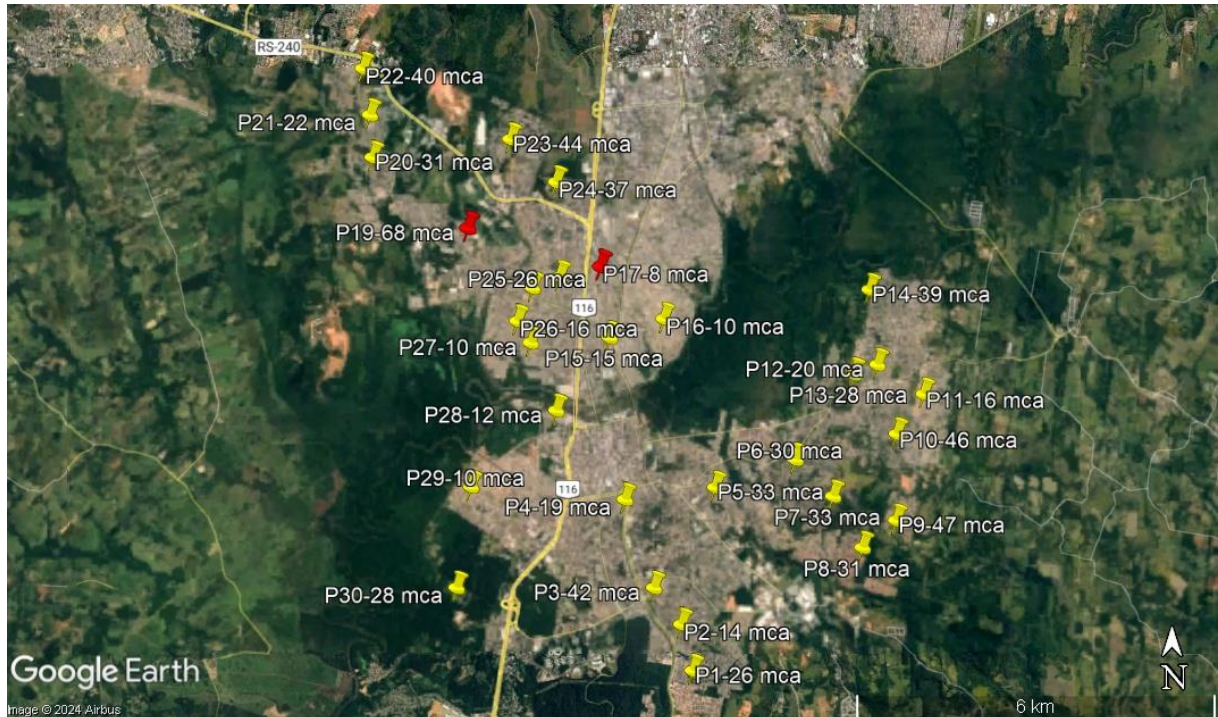 RS-240
P22-40 mca
P21-22 mca
P23-44 mca
P20-31 mca
P24-37 mca
P19-68 mca
P25-26 mca
P17-8 mca
P14-39 mca
116
P26-16 mca
P16-10 mca
P27-10 mca
P15-15 mca
P12-20 mca
P13-28 mca
P11-16 mca
P28-12 mca
P10-46 mca
P6-30 mca
P29-10 mca
116
P5-33 mca
P4-19 mca
P7-33 mca
P9-47 mca
P8-31 mca
P30-28 mca
P3-42 mca
P2-14 mca
P1-26 mca
Google Earth
N
6 km
Image © 2024 Airbus